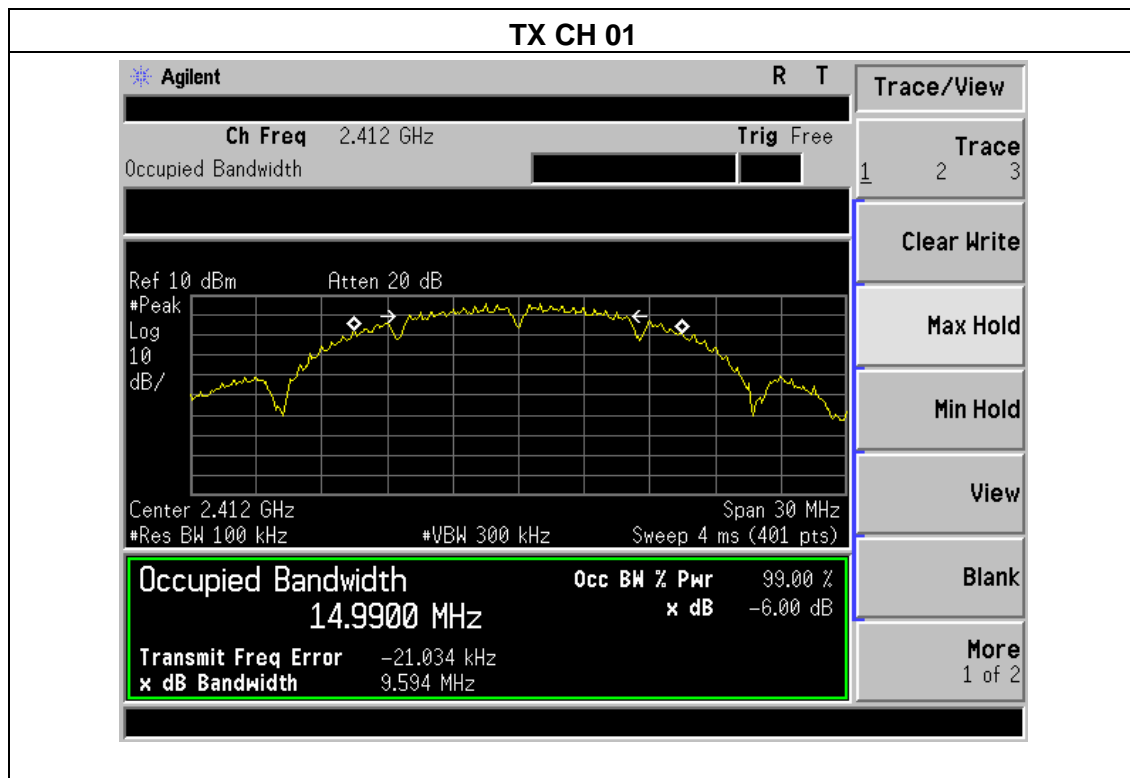 TX CH 01
Agilent R T
Trace/View
Ch Freq 2.412 GHz Trig Free
Occupied Bandwidth
Trace
1 2 3
Clear Write
Ref 10 dBm Atten 20 dB
#Peak
Log
10
dB/
Max Hold
Min Hold
View
Center 2.412 GHz Span 30 MHz
#Res BW 100 kHz #VBW 300 kHz Sweep 4 ms (401 pts)
Occupied Bandwidth Occ BW % Pwr 99.00 %
14.9900 MHz x dB -6.00 dB
Blank
Transmit Freq Error -21.034 kHz
x dB Bandwidth 9.594 MHz
More
1 of 2